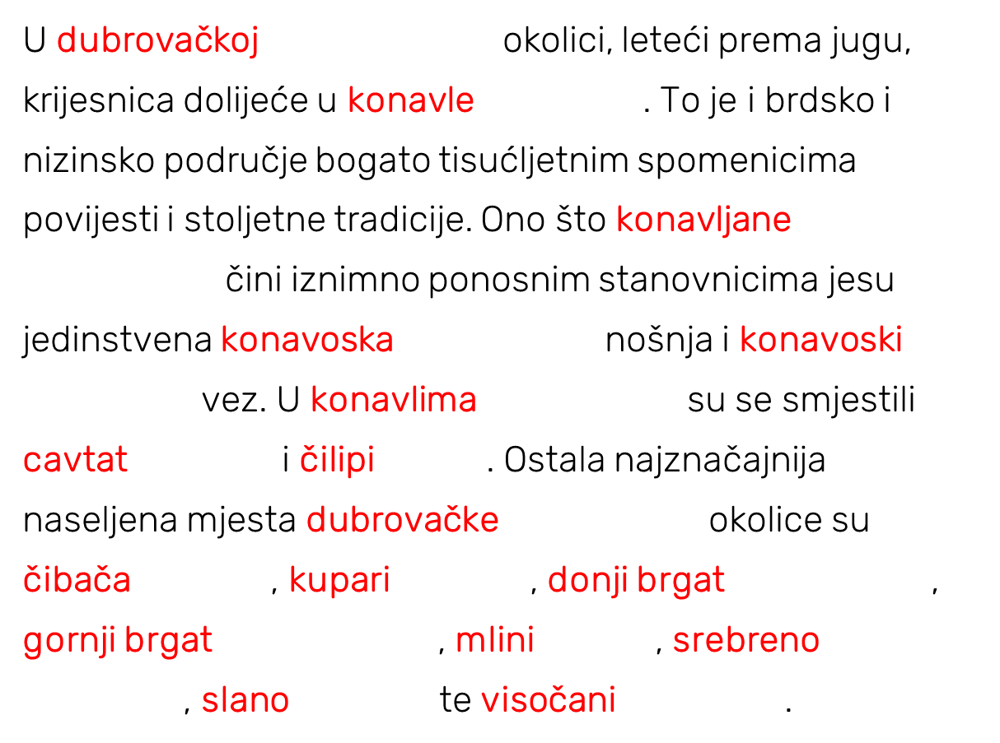 U dubrovačkoj okolici, leteći prema jugu,
krijesnica dolijeće u konavle . To je i brdsko i
nizinsko područje bogato tisućljetnim spomenicima
povijesti i stoljetne tradicije. Ono što konavljane
čini iznimno ponosnim stanovnicima jesu
jedinstvena konavoska nošnja i konavoski
vez. U konavlima su se smjestili
cavtat i čilipi . Ostala najznačajnija
naseljena mjesta dubrovačke okolice su
čibača , kupari , donji brgat ,
gornji brgat , mlini , srebreno
, slano te visočani .